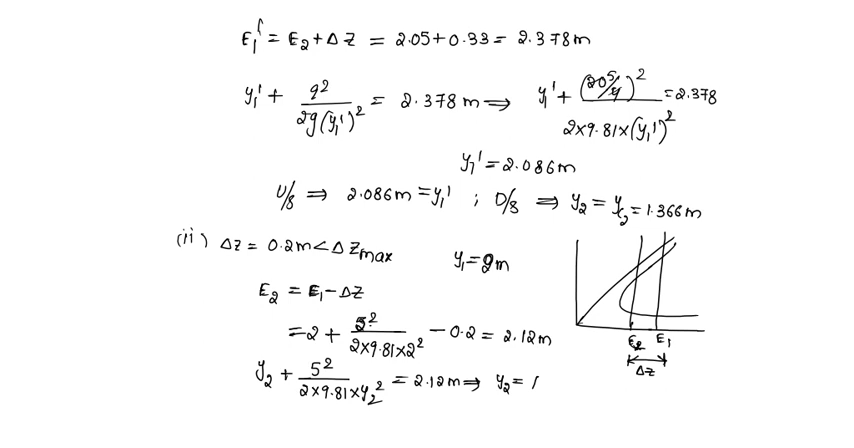 E₁' = E₂ + ΔZ = 2.05 + 0.33 = 2.378m
y₁' + q²/2g(y₁')² = 2.378m ⇒ y₁' + (20/4)²/2×9.81×(y₁')² = 2.378
y₁' = 2.086m
U/S ⇒ 2.086m = y₁' ; D/S ⇒ y₂ = y_c₂ = 1.366m
(ii) ΔZ = 0.2m < ΔZmax y₁ = 2m
E₂ = E₁ - ΔZ
= 2 + 5²/2×9.81×2² - 0.2 = 2.12m
y₂ + 5²/2×9.81×y₂² = 2.12m ⇒ y₂ = 1
E₂ E₁
ΔZ